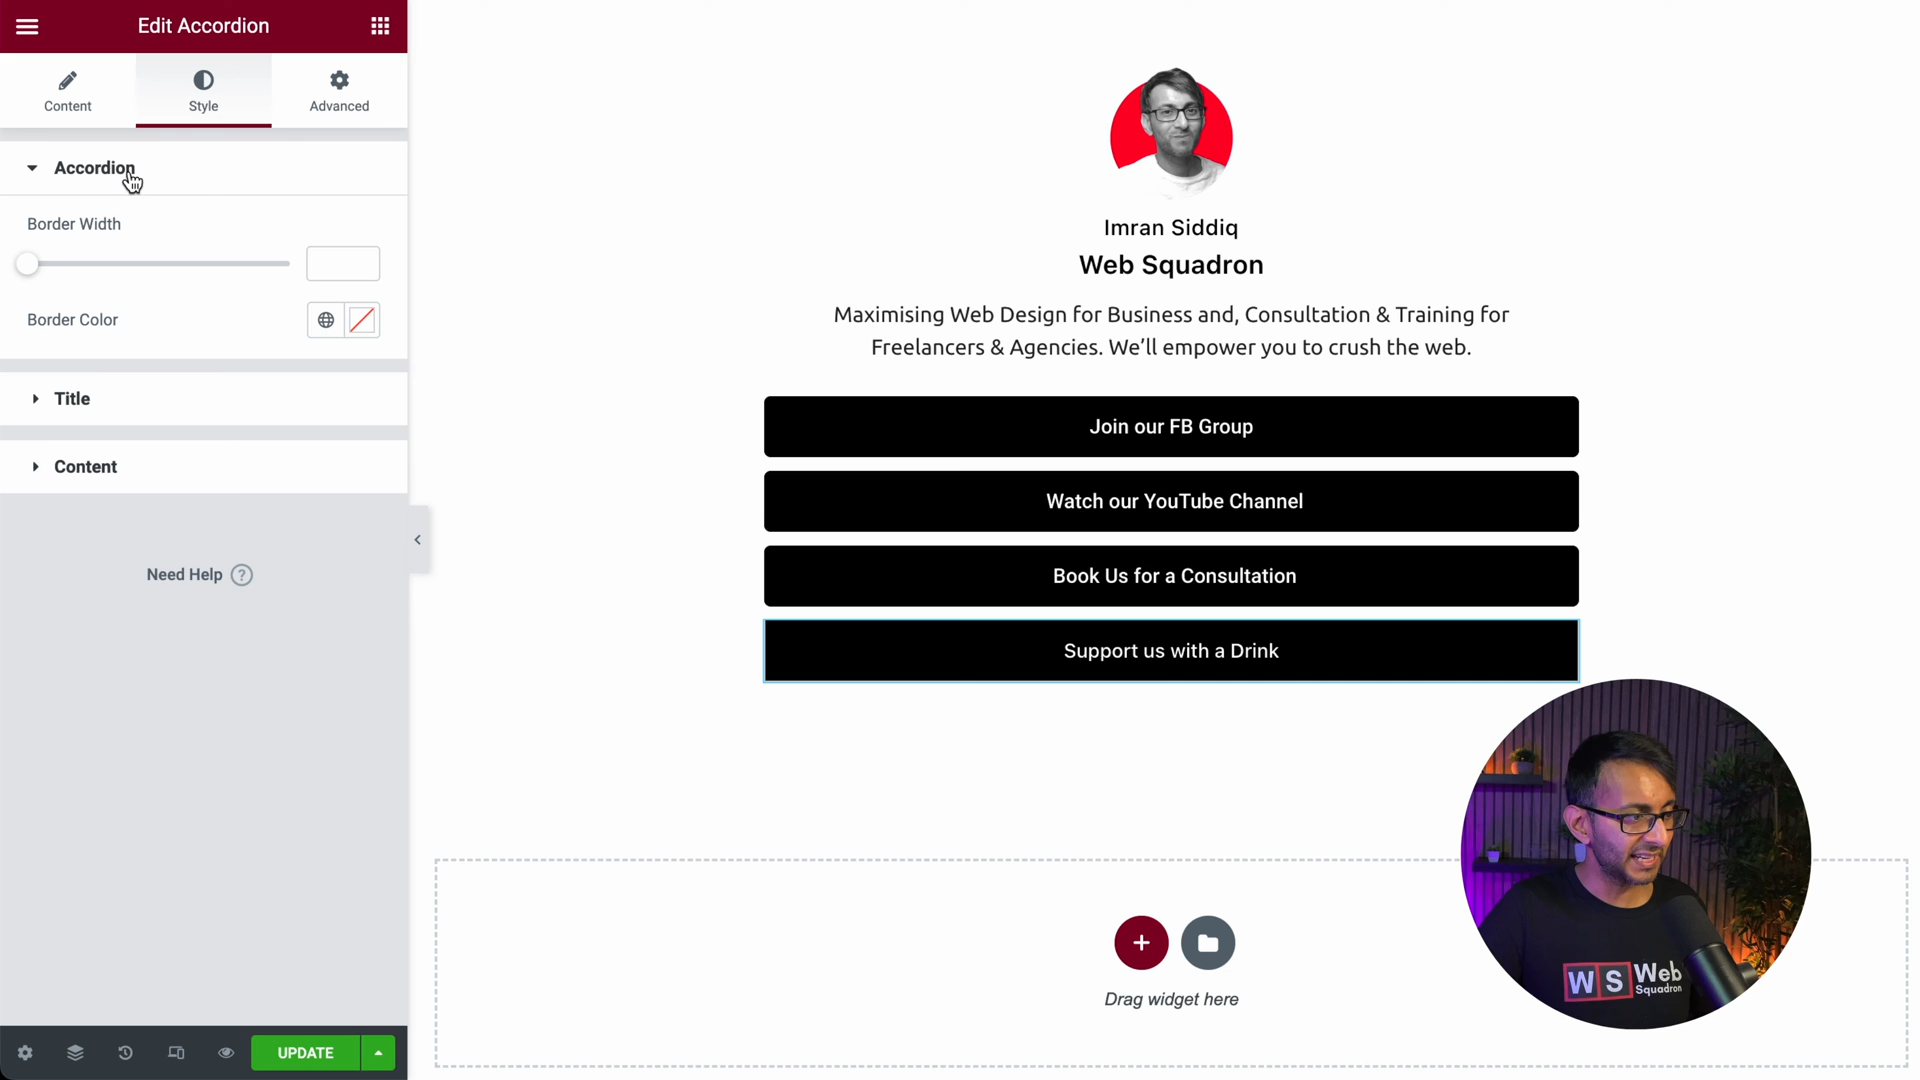 Edit Accordion
Content
Style
Advanced
Accordion
Border Width
Border Color
Title
Content
Need Help ?
UPDATE
Imran Siddiq
Web Squadron
Maximising Web Design for Business and, Consultation & Training for
Freelancers & Agencies. We’ll empower you to crush the web.
Join our FB Group
Watch our YouTube Channel
Book Us for a Consultation
Support us with a Drink
Drag widget here
WS Web
Squadron